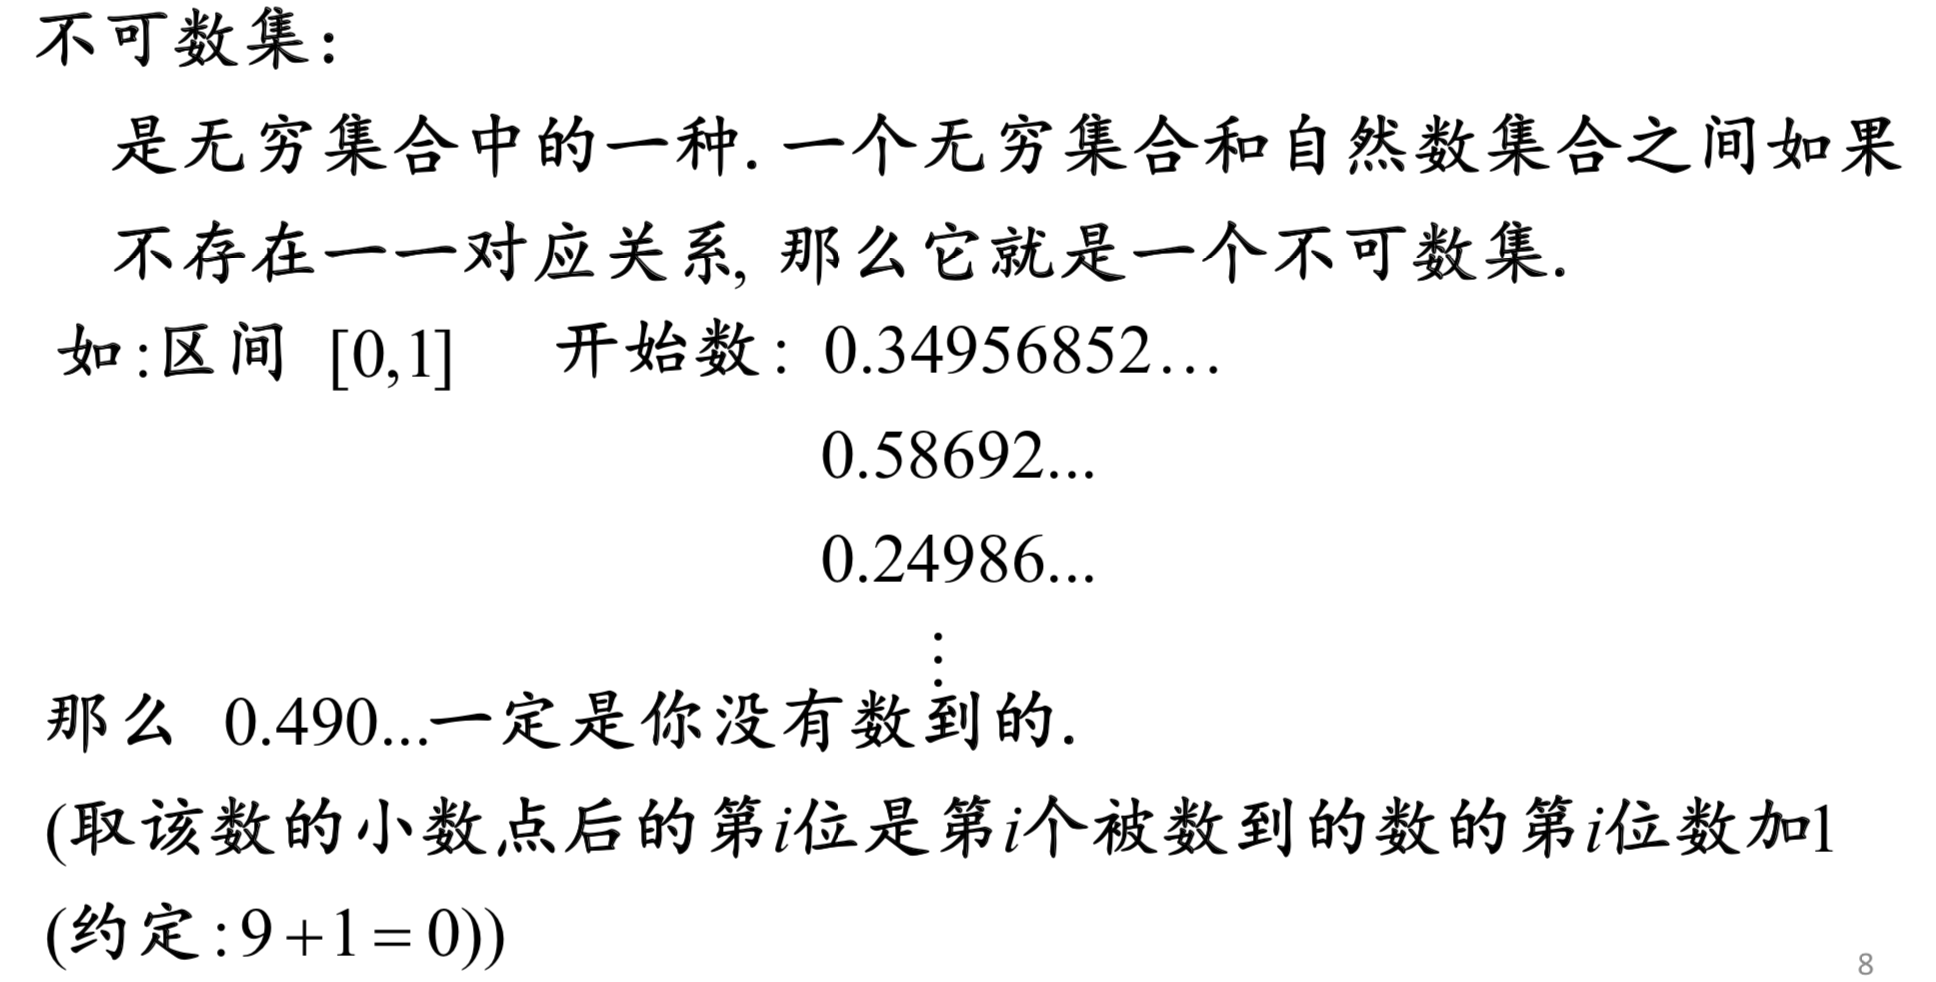 不可数集:
是无穷集合中的一种. 一个无穷集合和自然数集合之间如果
不存在一一对应关系, 那么它就是一个不可数集.
如:区间 [0,1] 开始数: 0.34956852...
0.58692...
0.24986...
⋮
那么 0.490...一定是你没有数到的.
(取该数的小数点后的第i位是第i个被数到的数的第i位数加1
(约定:9+1=0))
8